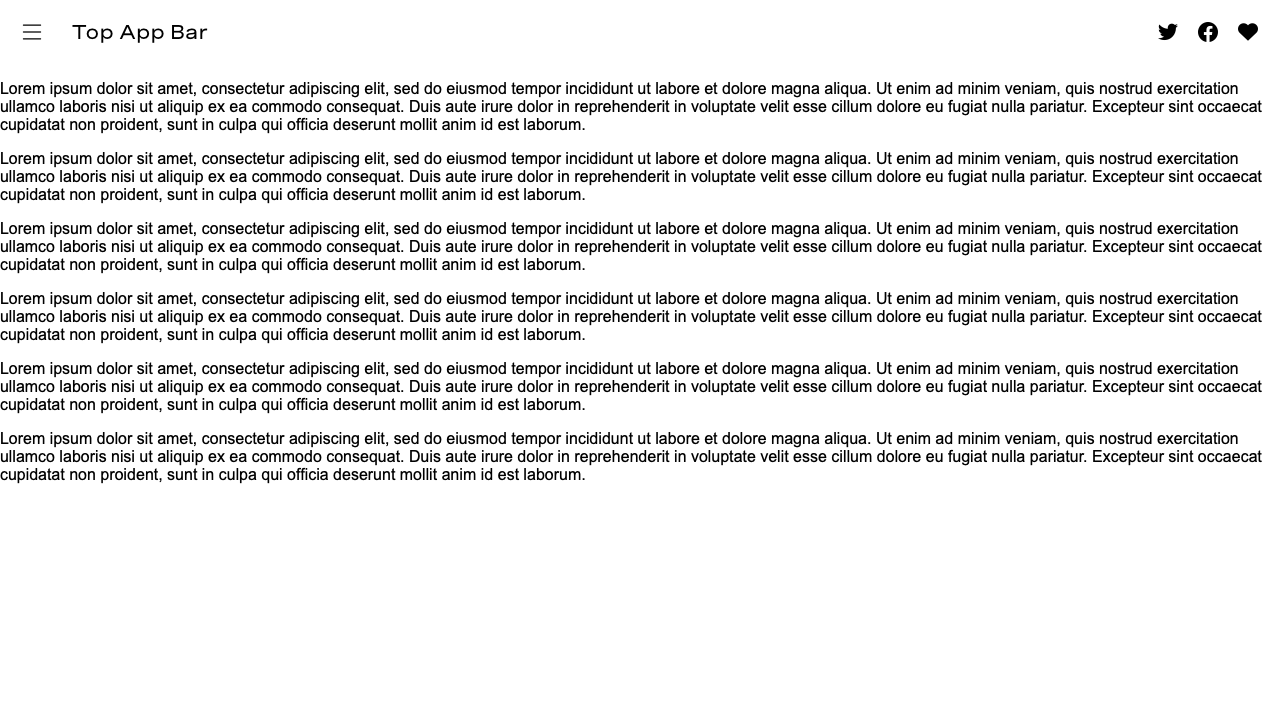 Top App Bar
Lorem ipsum dolor sit amet, consectetur adipiscing elit, sed do eiusmod tempor incididunt ut labore et dolore magna aliqua. Ut enim ad minim veniam, quis nostrud exercitation
ullamco laboris nisi ut aliquip ex ea commodo consequat. Duis aute irure dolor in reprehenderit in voluptate velit esse cillum dolore eu fugiat nulla pariatur. Excepteur sint occaecat
cupidatat non proident, sunt in culpa qui officia deserunt mollit anim id est laborum.
Lorem ipsum dolor sit amet, consectetur adipiscing elit, sed do eiusmod tempor incididunt ut labore et dolore magna aliqua. Ut enim ad minim veniam, quis nostrud exercitation
ullamco laboris nisi ut aliquip ex ea commodo consequat. Duis aute irure dolor in reprehenderit in voluptate velit esse cillum dolore eu fugiat nulla pariatur. Excepteur sint occaecat
cupidatat non proident, sunt in culpa qui officia deserunt mollit anim id est laborum.
Lorem ipsum dolor sit amet, consectetur adipiscing elit, sed do eiusmod tempor incididunt ut labore et dolore magna aliqua. Ut enim ad minim veniam, quis nostrud exercitation
ullamco laboris nisi ut aliquip ex ea commodo consequat. Duis aute irure dolor in reprehenderit in voluptate velit esse cillum dolore eu fugiat nulla pariatur. Excepteur sint occaecat
cupidatat non proident, sunt in culpa qui officia deserunt mollit anim id est laborum.
Lorem ipsum dolor sit amet, consectetur adipiscing elit, sed do eiusmod tempor incididunt ut labore et dolore magna aliqua. Ut enim ad minim veniam, quis nostrud exercitation
ullamco laboris nisi ut aliquip ex ea commodo consequat. Duis aute irure dolor in reprehenderit in voluptate velit esse cillum dolore eu fugiat nulla pariatur. Excepteur sint occaecat
cupidatat non proident, sunt in culpa qui officia deserunt mollit anim id est laborum.
Lorem ipsum dolor sit amet, consectetur adipiscing elit, sed do eiusmod tempor incididunt ut labore et dolore magna aliqua. Ut enim ad minim veniam, quis nostrud exercitation
ullamco laboris nisi ut aliquip ex ea commodo consequat. Duis aute irure dolor in reprehenderit in voluptate velit esse cillum dolore eu fugiat nulla pariatur. Excepteur sint occaecat
cupidatat non proident, sunt in culpa qui officia deserunt mollit anim id est laborum.
Lorem ipsum dolor sit amet, consectetur adipiscing elit, sed do eiusmod tempor incididunt ut labore et dolore magna aliqua. Ut enim ad minim veniam, quis nostrud exercitation
ullamco laboris nisi ut aliquip ex ea commodo consequat. Duis aute irure dolor in reprehenderit in voluptate velit esse cillum dolore eu fugiat nulla pariatur. Excepteur sint occaecat
cupidatat non proident, sunt in culpa qui officia deserunt mollit anim id est laborum.